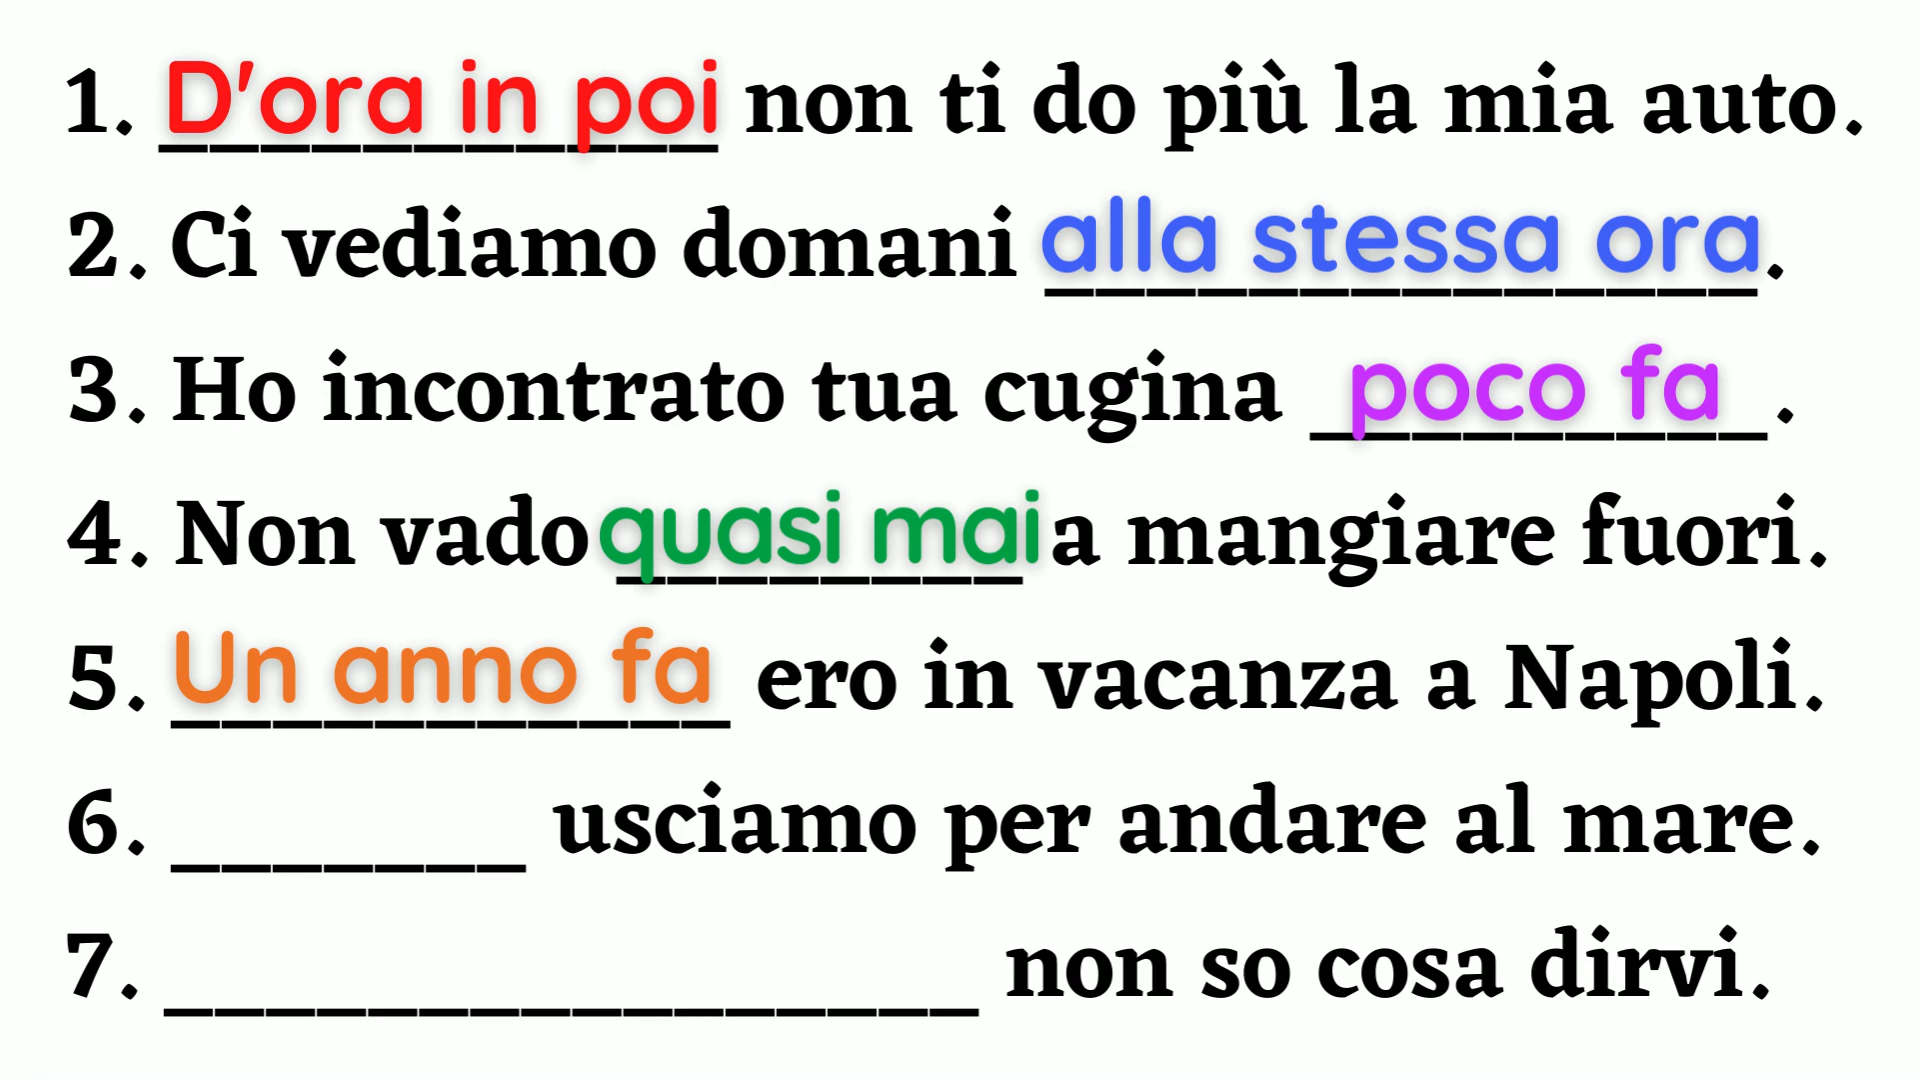 1. D'ora in poi non ti do più la mia auto.
2. Ci vediamo domani alla stessa ora.
3. Ho incontrato tua cugina poco fa.
4. Non vado quasi mai a mangiare fuori.
5. Un anno fa ero in vacanza a Napoli.
6. _______ usciamo per andare al mare.
7. ________________ non so cosa dirvi.